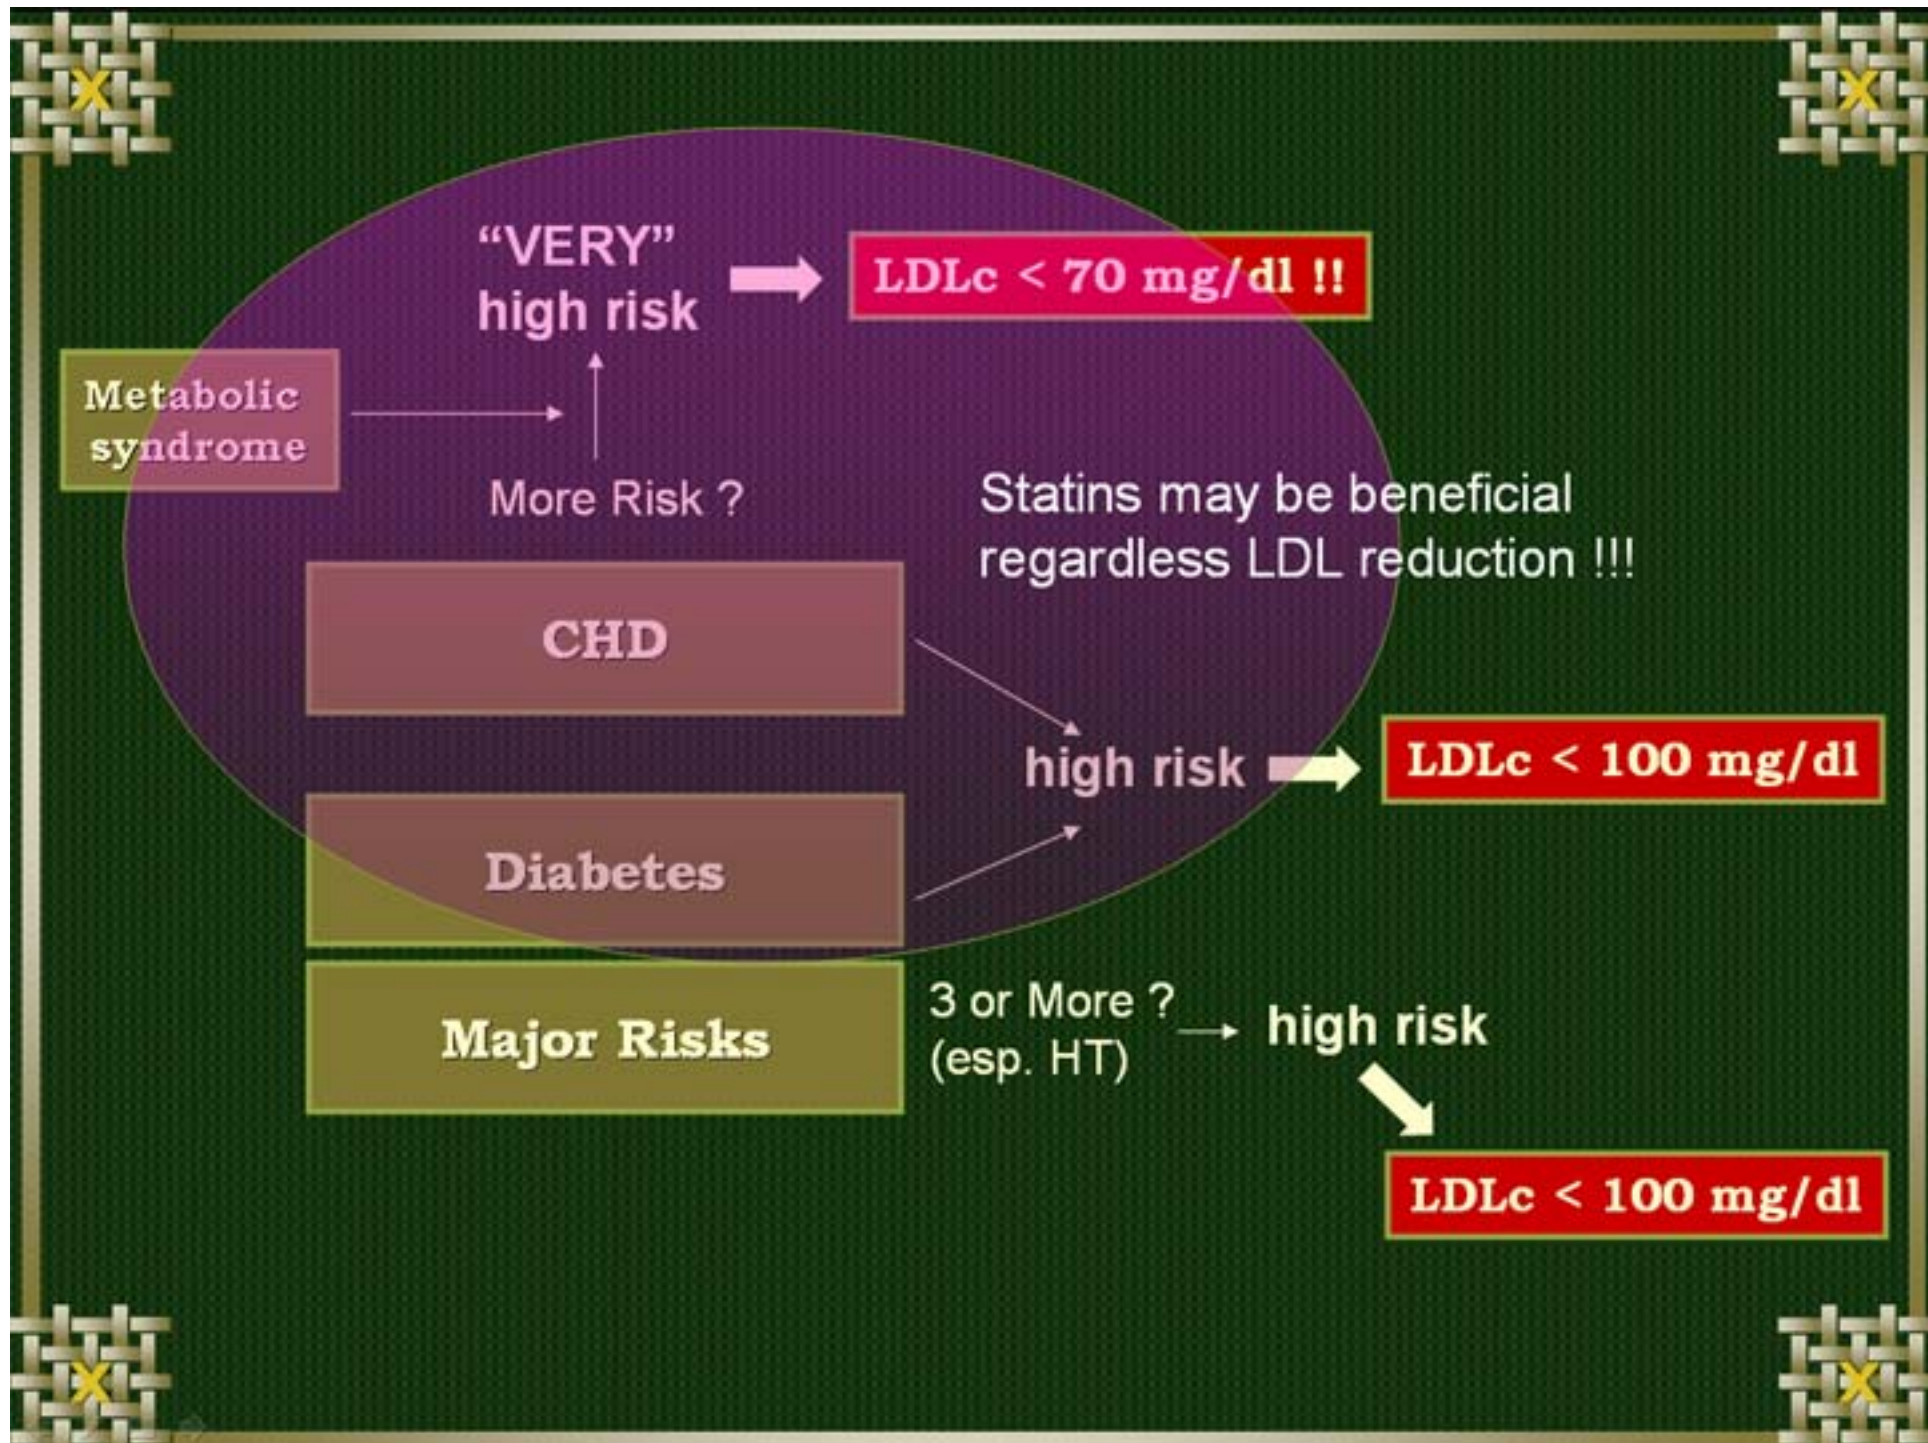 “VERY”
high risk
LDLc < 70 mg/dl !!
Metabolic
syndrome
More Risk ?
Statins may be beneficial
regardless LDL reduction !!!
CHD
high risk
LDLc < 100 mg/dl
Diabetes
Major Risks
3 or More ?
(esp. HT)
high risk
LDLc < 100 mg/dl